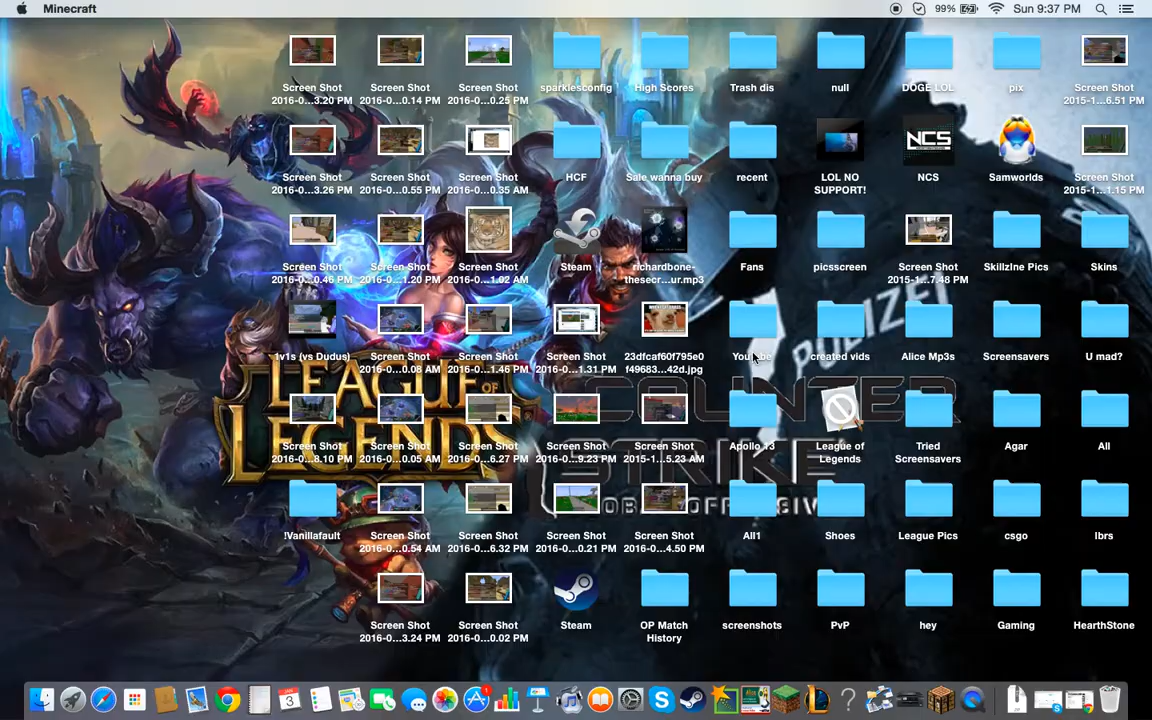 Minecraft
99%
Sun 9:37 PM
Screen Shot
2016-0...3.20 PM
Screen Shot
2016-0...0.14 PM
Screen Shot
2016-0...0.25 PM
sparklesconfig
High Scores
Trash dis
null
DOGE LOL
pix
Screen Shot
2015-1...6.51 PM
Screen Shot
2016-0...3.26 PM
Screen Shot
2016-0...0.55 PM
Screen Shot
2016-0...0.35 AM
HCF
Sale wanna buy
recent
LOL NO
SUPPORT!
NCS
NCS
Samworlds
Screen Shot
2015-1...1.15 PM
Screen Shot
2016-0...0.46 PM
Screen Shot
2016-0...1.20 PM
Screen Shot
2016-0...1.02 AM
Steam
richardbone-
thesecr...ur.mp3
Fans
picsscreen
Screen Shot
2015-1...7.48 PM
SkillzIne Pics
Skins
POLIZEI
1v1s (vs Dudus)
Screen Shot
2016-0...0.08 AM
Screen Shot
2016-0...1.46 PM
Screen Shot
2016-0...1.31 PM
23dfcaf60f795e0
f49683...42d.jpg
Youtube
created vids
Alice Mp3s
Screensavers
U mad?
LEAGUE OF
LEGENDS
COUNTER
STRIKE
Screen Shot
2016-0...8.10 PM
Screen Shot
2016-0...0.05 AM
Screen Shot
2016-0...6.27 PM
Screen Shot
2016-0...9.23 PM
Screen Shot
2015-1...5.23 AM
Apollo 13
League of
Legends
Tried
Screensavers
Agar
All
!Vanillafault
Screen Shot
2016-0...0.54 AM
Screen Shot
2016-0...6.32 PM
Screen Shot
2016-0...0.21 PM
Screen Shot
2016-0...4.50 PM
All1
Shoes
League Pics
csgo
Ibrs
Screen Shot
2016-0...3.24 PM
Screen Shot
2016-0...0.02 PM
Steam
OP Match
History
screenshots
PvP
hey
Gaming
HearthStone